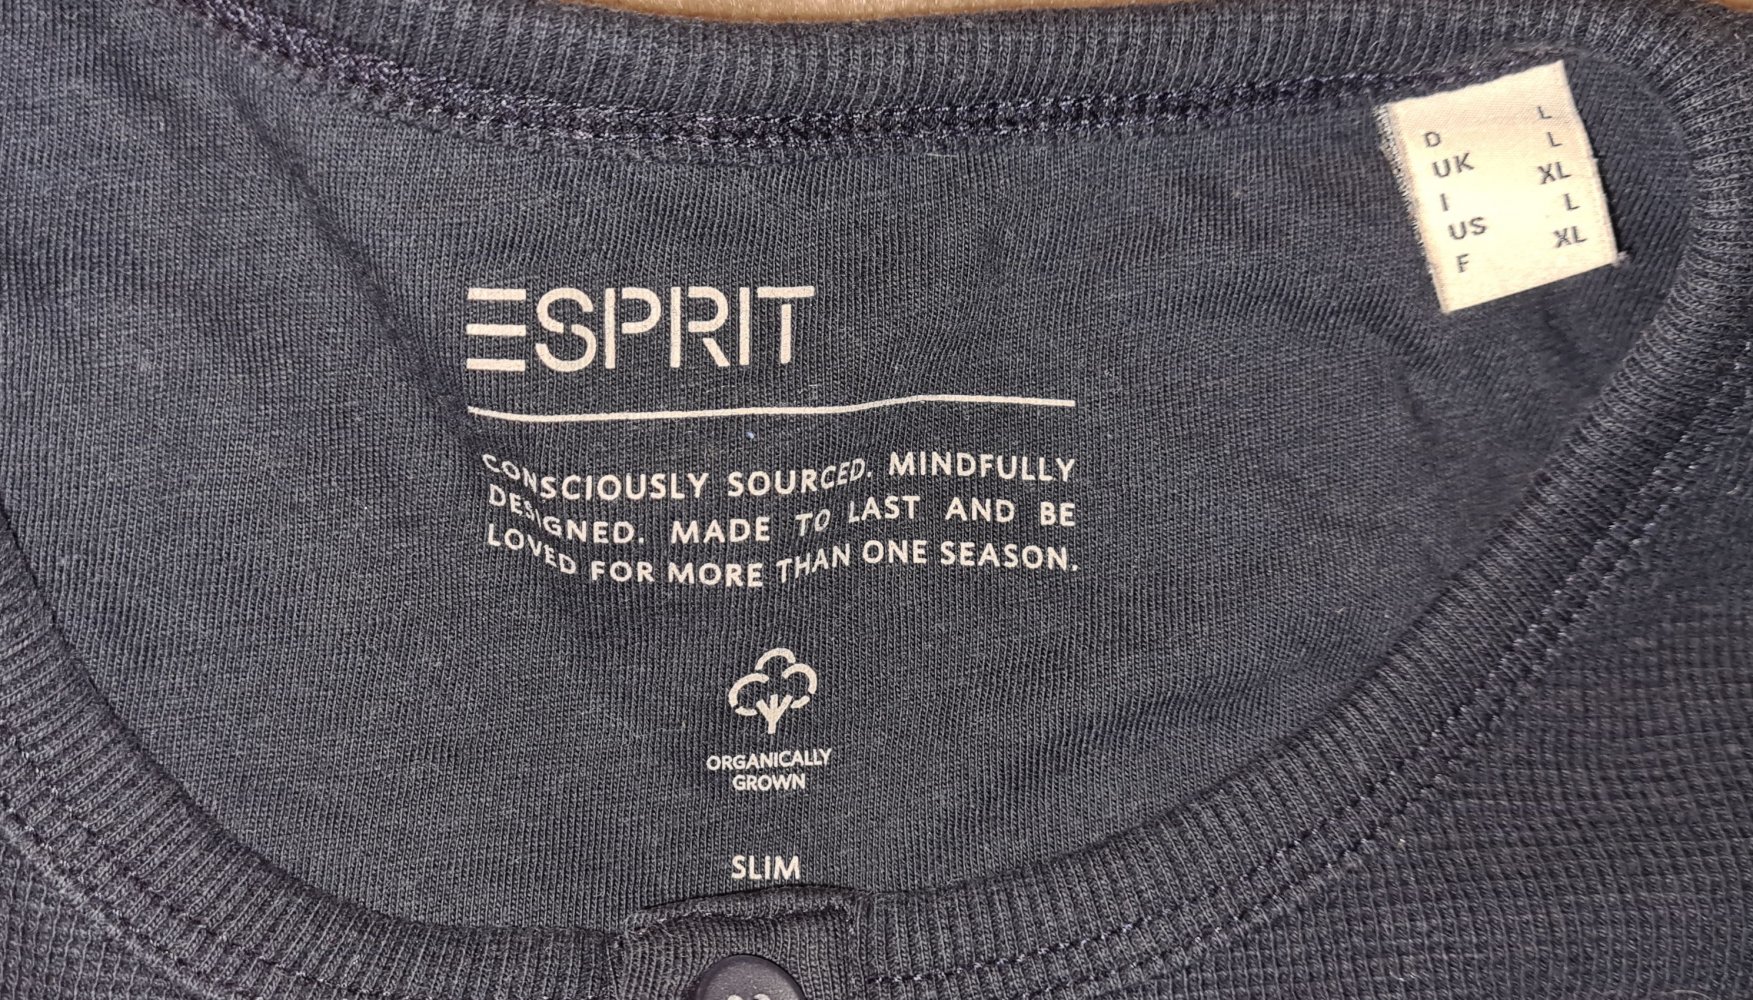 ESPRIT
CONSCIOUSLY SOURCED. MINDFULLY
DESIGNED. MADE TO LAST AND BE
LOVED FOR MORE THAN ONE SEASON.
ORGANICALLY
GROWN
SLIM
D L
UK L
I XL
US L
F XL